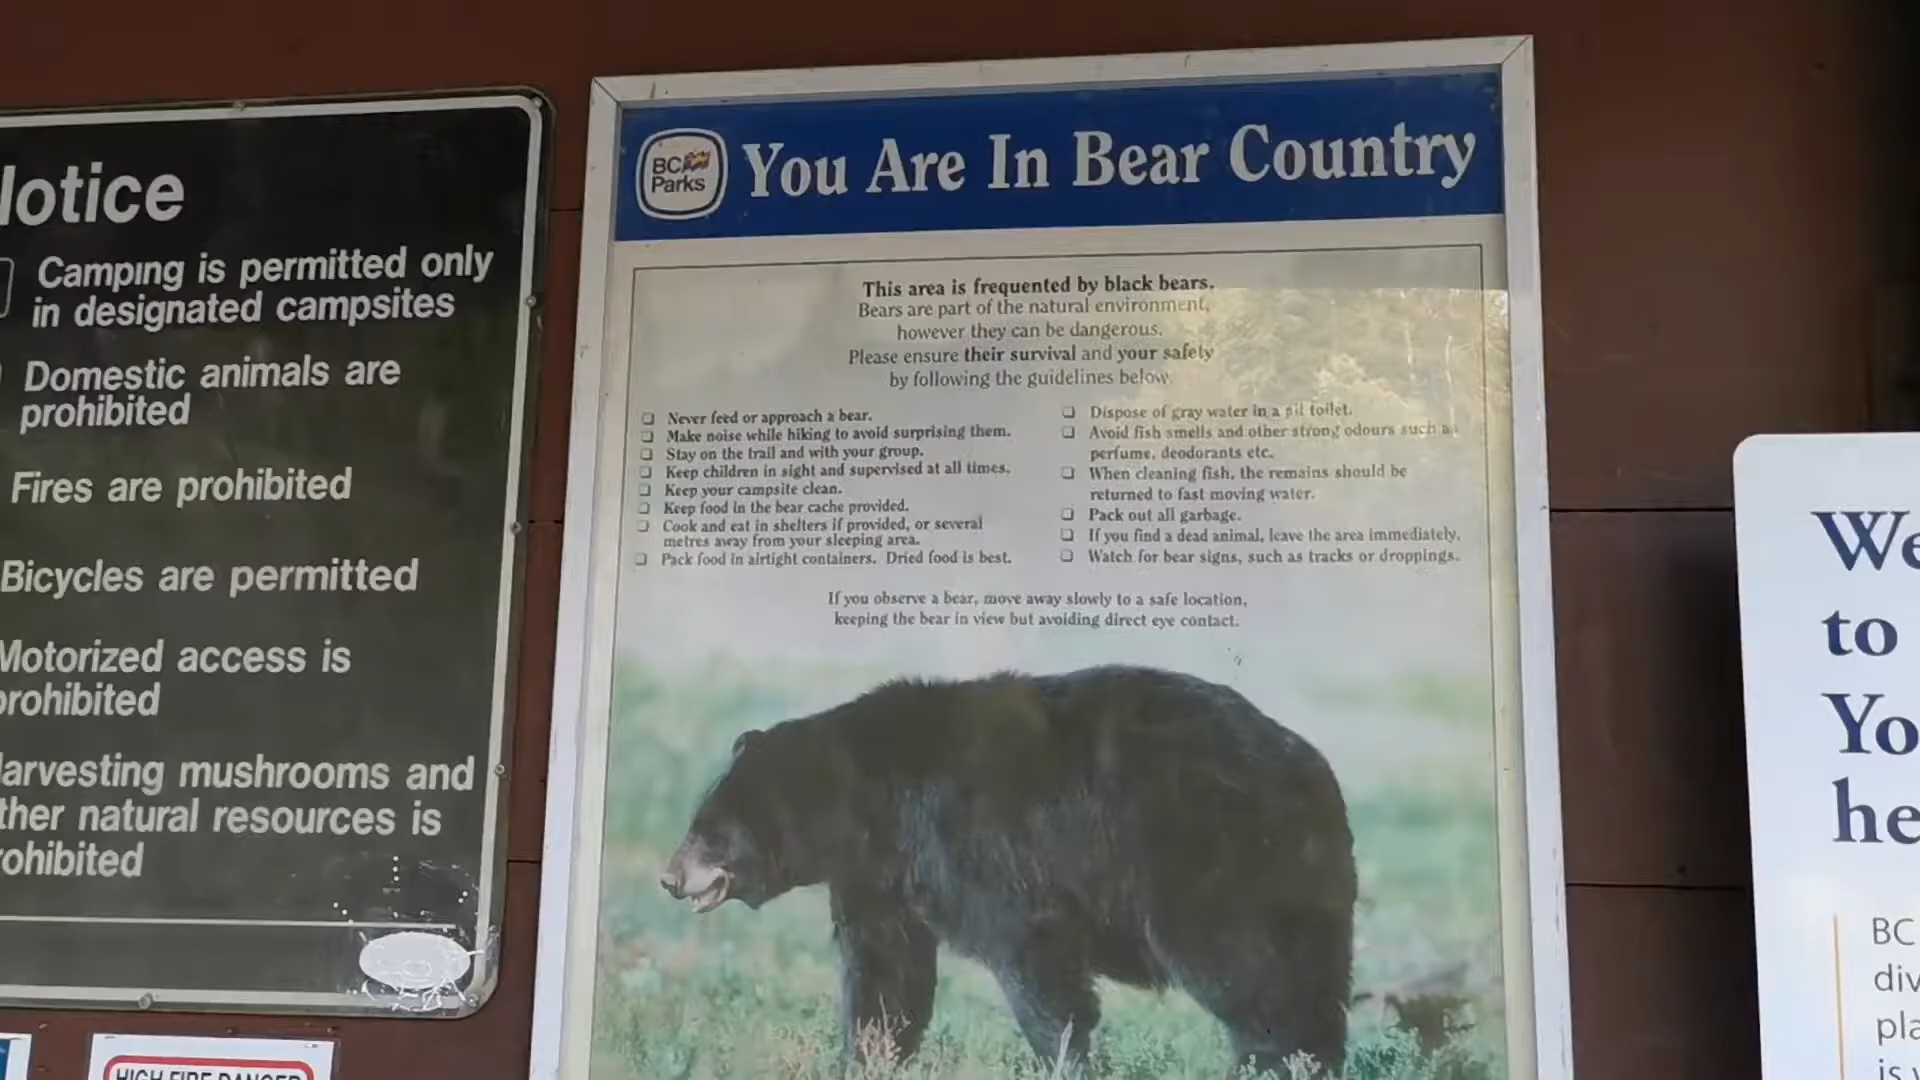 Notice
Camping is permitted only
in designated campsites
Domestic animals are
prohibited
Fires are prohibited
Bicycles are permitted
Motorized access is
prohibited
Harvesting mushrooms and
other natural resources is
prohibited
HIGH FIRE DANGER
BC
Parks
You Are In Bear Country
This area is frequented by black bears.
Bears are part of the natural environment,
however they can be dangerous.
Please ensure their survival and your safety
by following the guidelines below.
Never feed or approach a bear.
Make noise while hiking to avoid surprising them.
Stay on the trail and with your group.
Keep children in sight and supervised at all times.
Keep your campsite clean.
Keep food in the bear cache provided.
Cook and eat in shelters if provided, or several
metres away from your sleeping area.
Pack food in airtight containers. Dried food is best.
Dispose of gray water in a pit toilet.
Avoid fish smells and other strong odours such as
perfume, deodorants etc.
When cleaning fish, the remains should be
returned to fast moving water.
Pack out all garbage.
If you find a dead animal, leave the area immediately.
Watch for bear signs, such as tracks or droppings.
If you observe a bear, move away slowly to a safe location,
keeping the bear in view but avoiding direct eye contact.
We
to
Yo
he
BC
div
pla
is